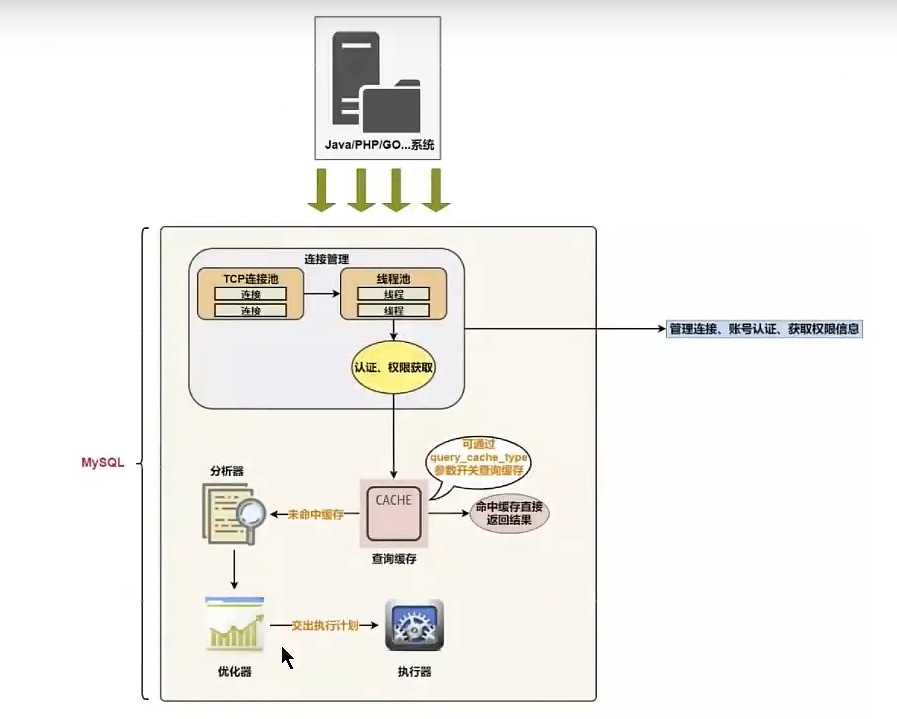 Java/PHP/GO...系统
连接管理
TCP连接池
连接
连接
线程池
线程
线程
认证、权限获取
管理连接、账号认证、获取权限信息
MySQL
可通过
query_cache_type
参数开关查询缓存
分析器
未命中缓存
CACHE
命中缓存直接
返回结果
查询缓存
交出执行计划
优化器
执行器